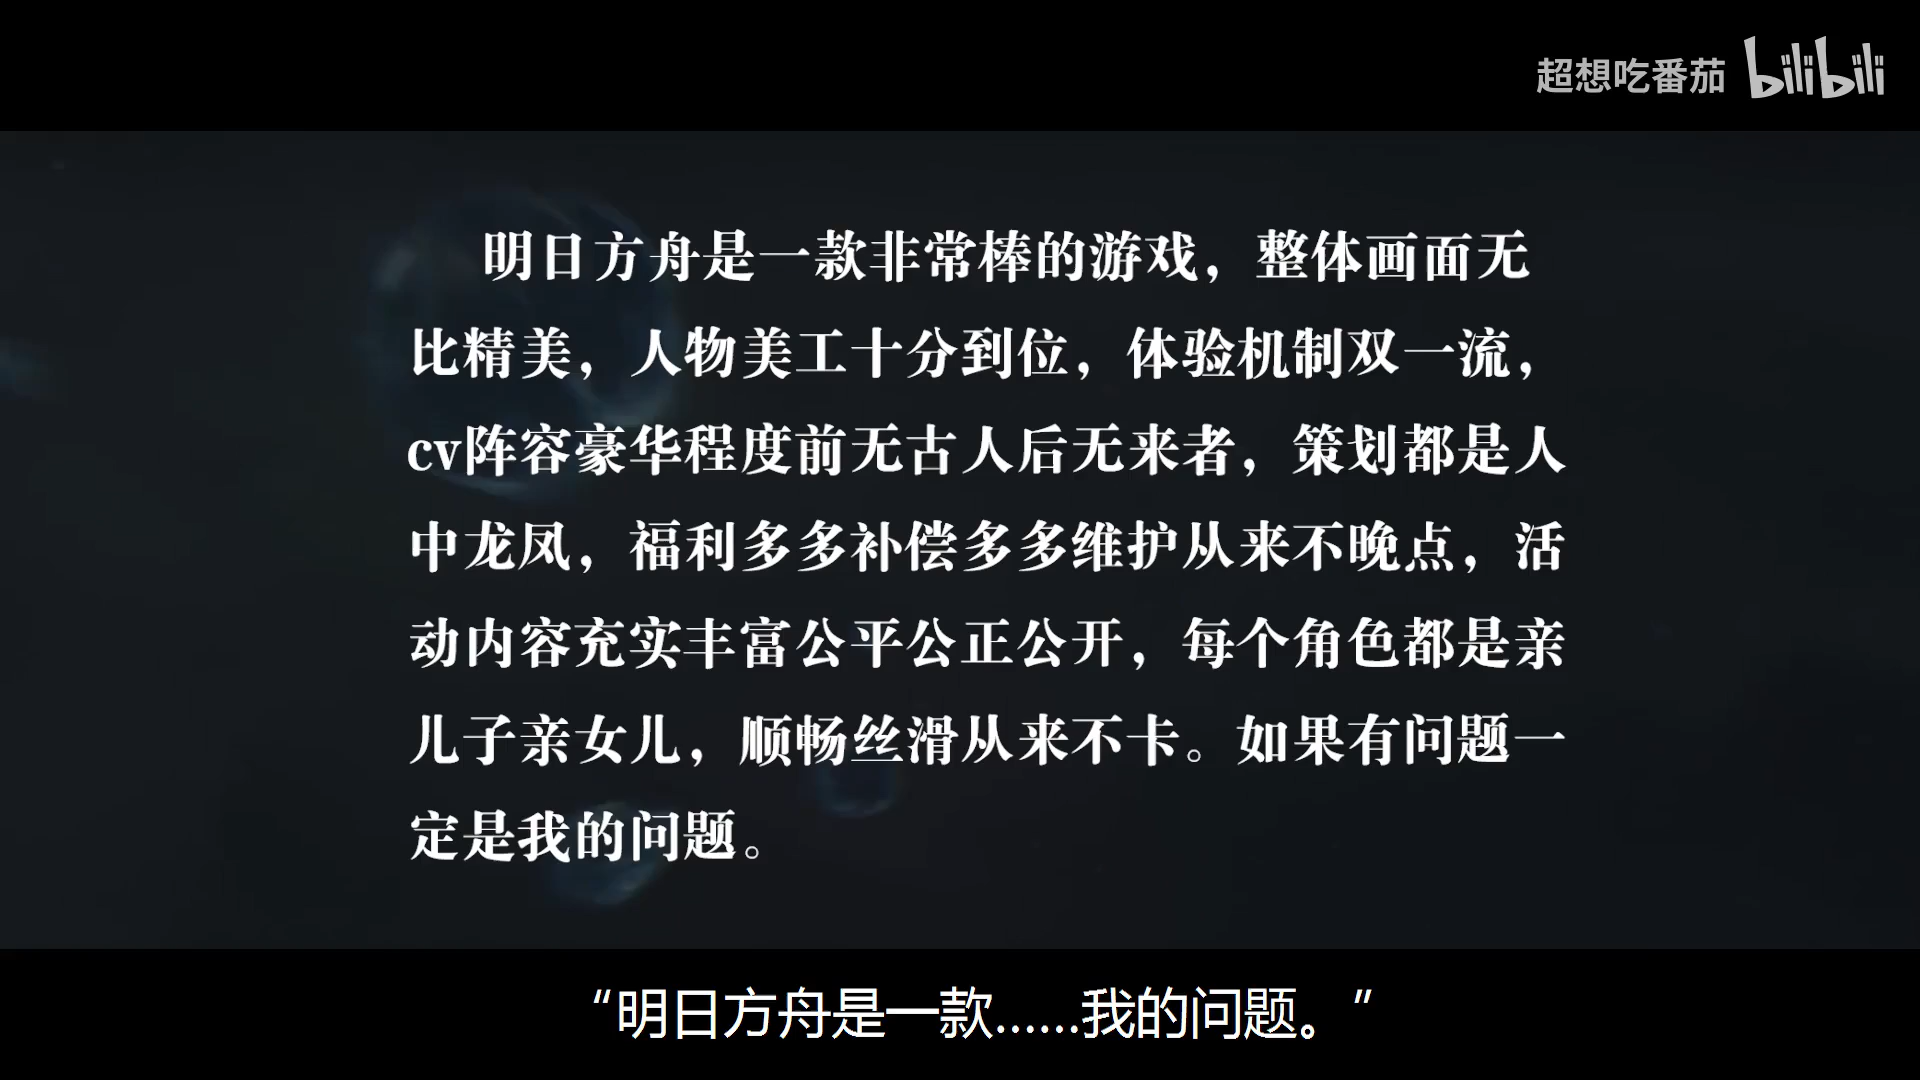 超想吃番茄 bilibili
明日方舟是一款非常棒的游戏，整体画面无
比精美，人物美工十分到位，体验机制双一流，
cv阵容豪华程度前无古人后无来者，策划都是人
中龙凤，福利多多补偿多多维护从来不晚点，活
动内容充实丰富公平公正公开，每个角色都是亲
儿子亲女儿，顺畅丝滑从来不卡。如果有问题一
定是我的问题。
“明日方舟是一款……我的问题。”